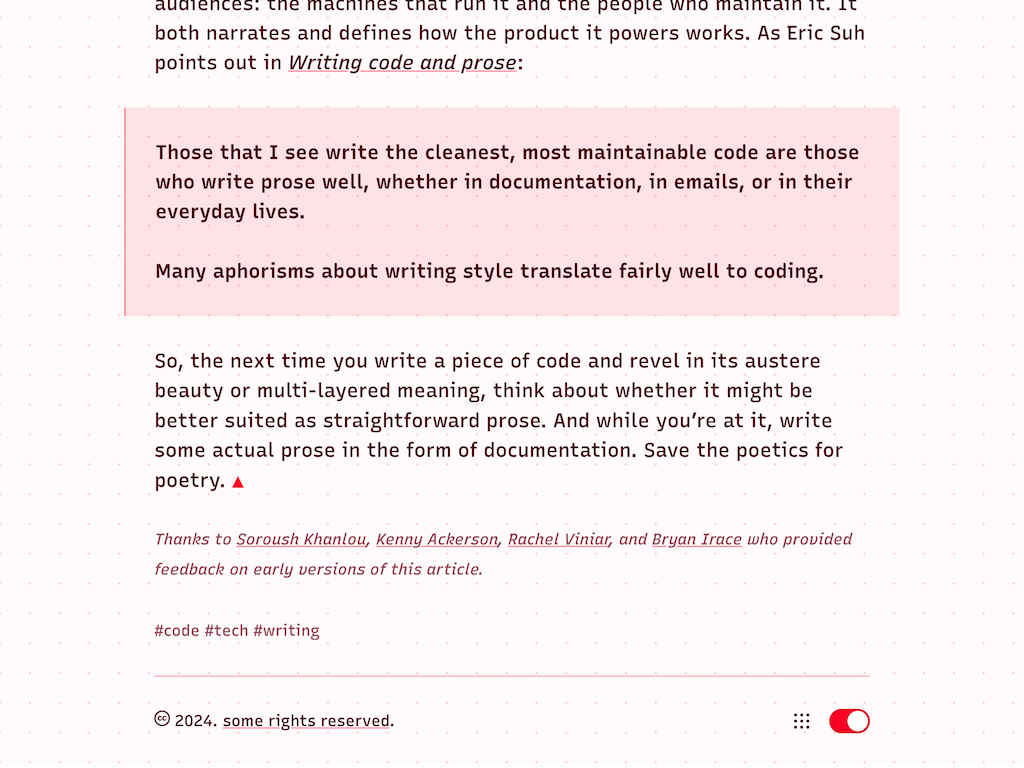 audiences: the machines that run it and the people who maintain it. It
both narrates and defines how the product it powers works. As Eric Suh
points out in Writing code and prose:
Those that I see write the cleanest, most maintainable code are those
who write prose well, whether in documentation, in emails, or in their
everyday lives.
Many aphorisms about writing style translate fairly well to coding.
So, the next time you write a piece of code and revel in its austere
beauty or multi-layered meaning, think about whether it might be
better suited as straightforward prose. And while you’re at it, write
some actual prose in the form of documentation. Save the poetics for
poetry. ▲
Thanks to Soroush Khanlou, Kenny Ackerson, Rachel Viniar, and Bryan Irace who provided
feedback on early versions of this article.
#code #tech #writing
🄭 2024. some rights reserved.